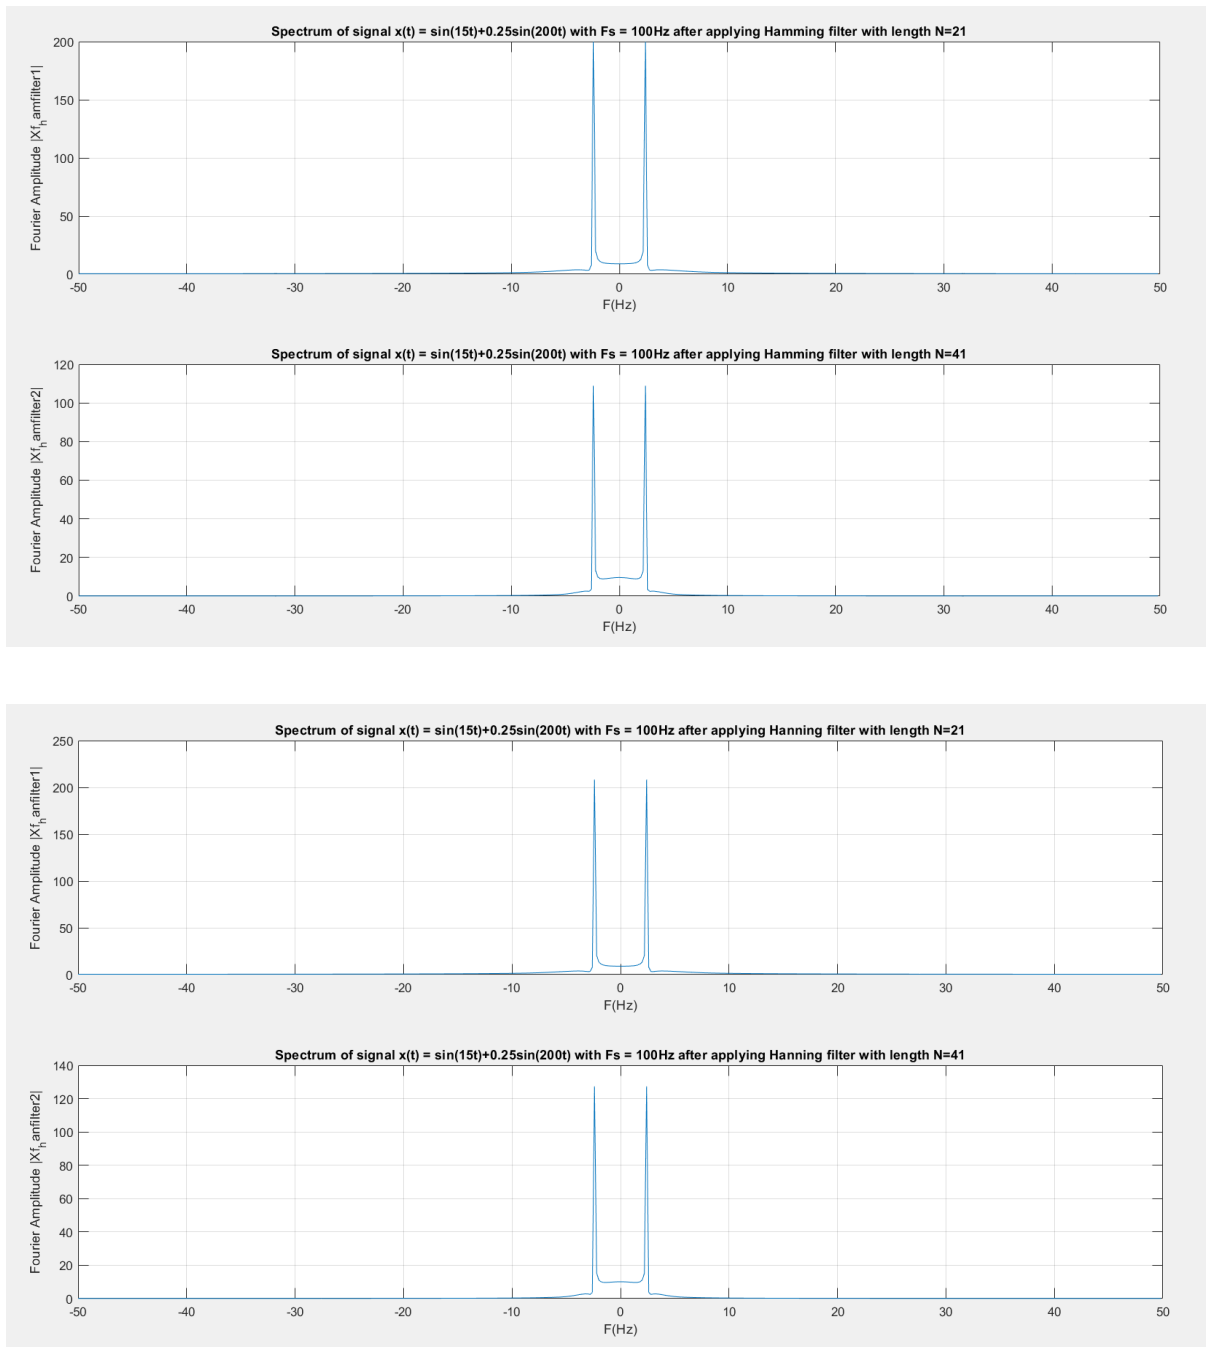 Spectrum of signal x(t) = sin(15t)+0.25sin(200t) with Fs = 100Hz after applying Hamming filter with length N=21
Fourier Amplitude |Xf_hamfilter1|
200
150
100
50
0
-50 -40 -30 -20 -10 0 10 20 30 40 50
F(Hz)
Spectrum of signal x(t) = sin(15t)+0.25sin(200t) with Fs = 100Hz after applying Hamming filter with length N=41
Fourier Amplitude |Xf_hamfilter2|
120
100
80
60
40
20
0
-50 -40 -30 -20 -10 0 10 20 30 40 50
F(Hz)
Spectrum of signal x(t) = sin(15t)+0.25sin(200t) with Fs = 100Hz after applying Hanning filter with length N=21
Fourier Amplitude |Xf_hanfilter1|
250
200
150
100
50
0
-50 -40 -30 -20 -10 0 10 20 30 40 50
F(Hz)
Spectrum of signal x(t) = sin(15t)+0.25sin(200t) with Fs = 100Hz after applying Hanning filter with length N=41
Fourier Amplitude |Xf_hanfilter2|
140
120
100
80
60
40
20
0
-50 -40 -30 -20 -10 0 10 20 30 40 50
F(Hz)